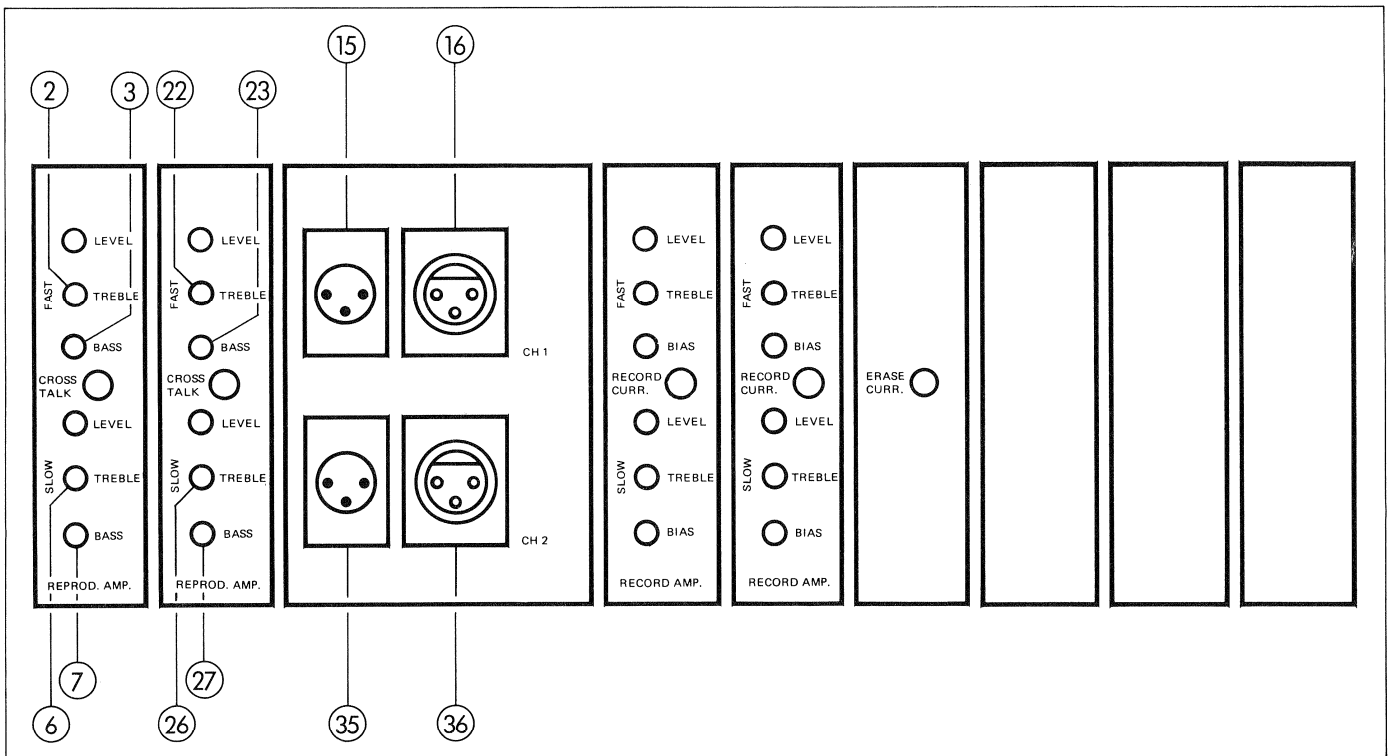 15 16
2 3 22 23
LEVEL
FAST
TREBLE
BASS
CROSS
TALK
LEVEL
SLOW
TREBLE
BASS
REPROD. AMP.
LEVEL
FAST
TREBLE
BASS
CROSS
TALK
LEVEL
SLOW
TREBLE
BASS
REPROD. AMP.
CH 1
CH 2
LEVEL
FAST
TREBLE
BIAS
RECORD
CURR.
LEVEL
SLOW
TREBLE
BIAS
RECORD AMP.
LEVEL
FAST
TREBLE
BIAS
RECORD
CURR.
LEVEL
SLOW
TREBLE
BIAS
RECORD AMP.
ERASE
CURR.
7 27
6 26 35 36